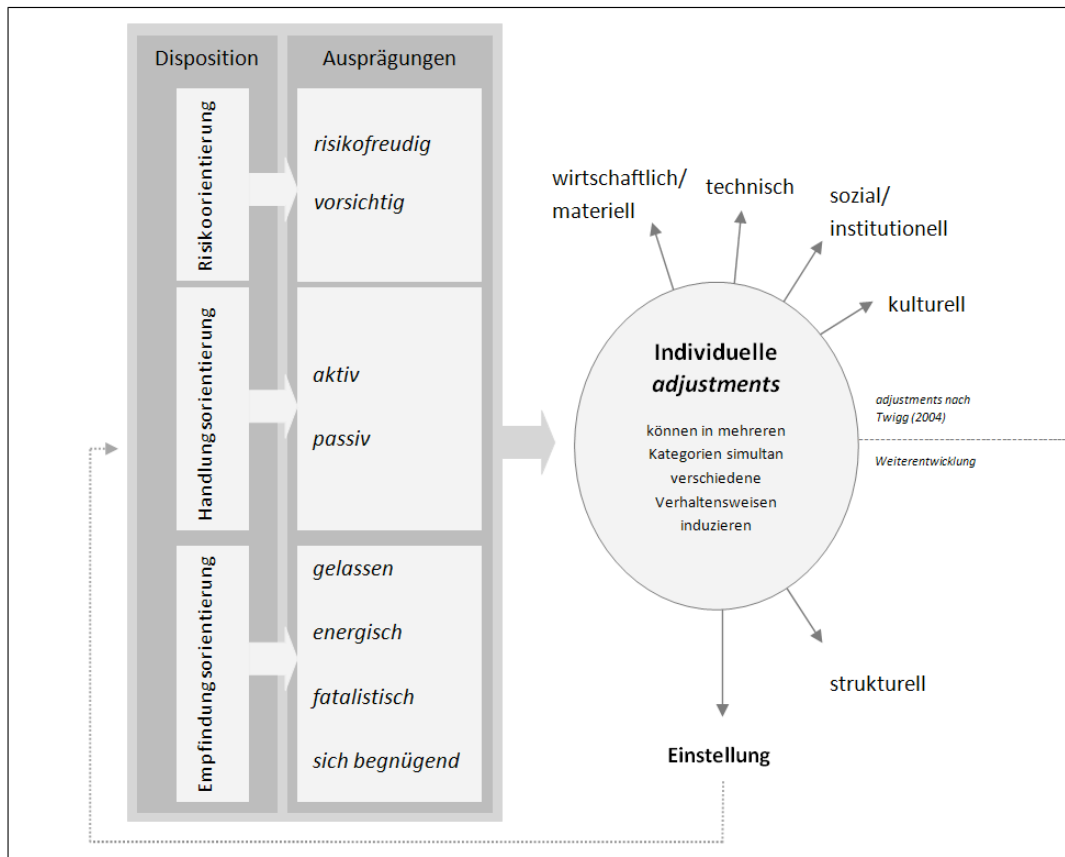 Disposition
Ausprägungen
Risikoorientierung
risikofreudig
vorsichtig
Handlungsorientierung
aktiv
passiv
Empfindungsorientierung
gelassen
energisch
fatalistisch
sich begnügend
wirtschaftlich/
materiell
technisch
sozial/
institutionell
kulturell
Individuelle
adjustments
können in mehreren
Kategorien simultan
verschiedene
Verhaltensweisen
induzieren
adjustments nach
Twigg (2004)
Weiterentwicklung
strukturell
Einstellung